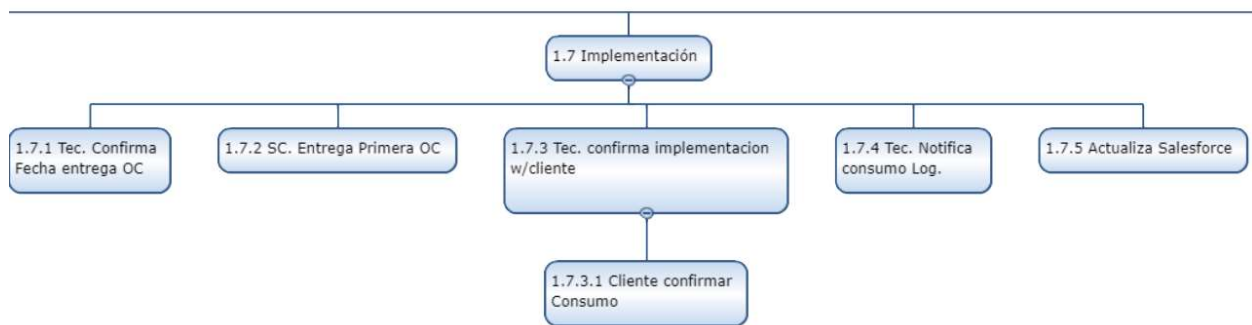 1.7 Implementación
1.7.1 Tec. Confirma
Fecha entrega OC
1.7.2 SC. Entrega Primera OC
1.7.3 Tec. confirma implementacion
w/cliente
1.7.4 Tec. Notifica
consumo Log.
1.7.5 Actualiza Salesforce
1.7.3.1 Cliente confirmar
Consumo